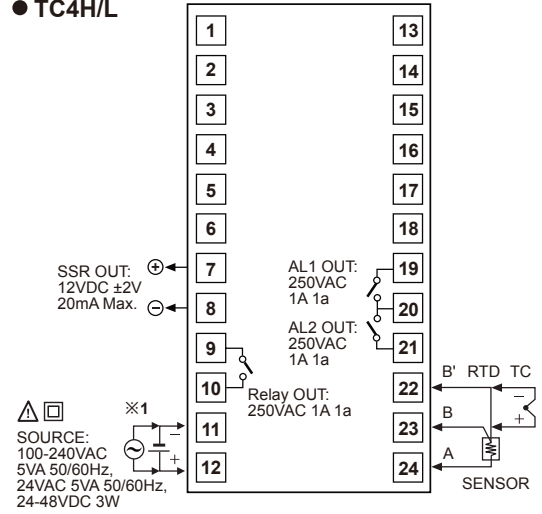 ● TC4H/L
1 13
2 14
3 15
4 16
5 17
6 18
SSR OUT:
12VDC ±2V
20mA Max.
⊕
⊖
7
8
AL1 OUT:
250VAC
1A 1a
19
20
AL2 OUT:
250VAC
1A 1a
21
9
10
Relay OUT:
250VAC 1A 1a
B' RTD TC
22
B
23
A
24
− +
SENSOR
※1
− +
11
12
SOURCE:
100-240VAC
5VA 50/60Hz,
24VAC 5VA 50/60Hz,
24-48VDC 3W